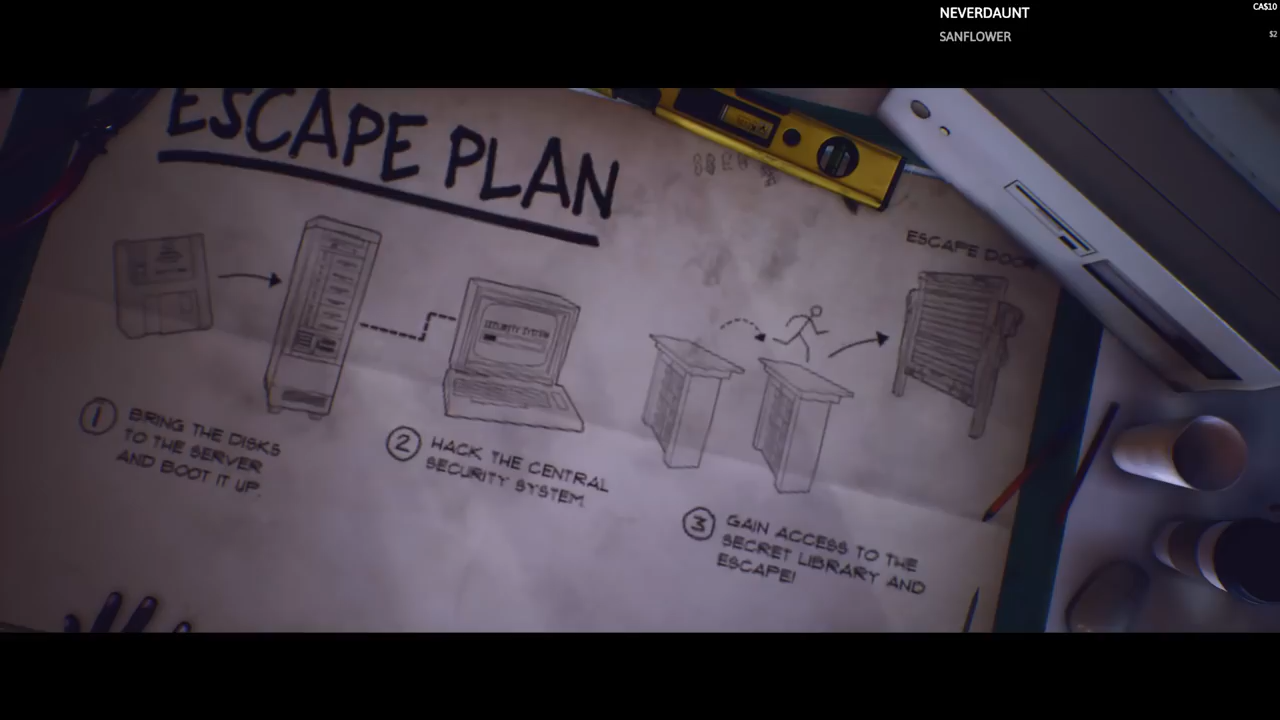 NEVERDAUNT
CA$10
SANFLOWER
$2
ESCAPE PLAN
ESCAPE DOOR
SECURITY SYSTEM
1
BRING THE DISKS
TO THE SERVER
AND BOOT IT UP.
2
HACK THE CENTRAL
SECURITY SYSTEM.
3
GAIN ACCESS TO THE
SECRET LIBRARY AND
ESCAPE!